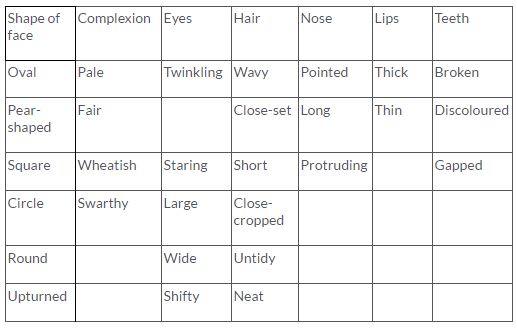 Shape of face Complexion Eyes Hair Nose Lips Teeth
Oval Pale Twinkling Wavy Pointed Thick Broken
Pear-shaped Fair Close-set Long Thin Discoloured
Square Wheatish Staring Short Protruding Gapped
Circle Swarthy Large Close-cropped
Round Wide Untidy
Upturned Shifty Neat